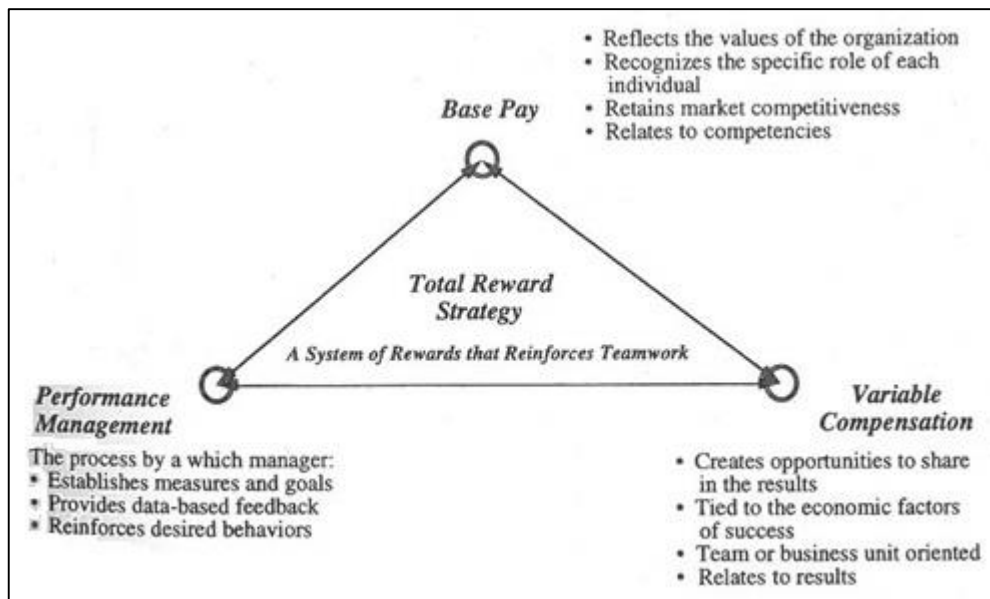 • Reflects the values of the organization
• Recognizes the specific role of each
individual
• Retains market competitiveness
• Relates to competencies
Base Pay
Total Reward
Strategy
A System of Rewards that Reinforces Teamwork
Performance
Management
The process by a which manager:
* Establishes measures and goals
* Provides data-based feedback
* Reinforces desired behaviors
Variable
Compensation
• Creates opportunities to share
in the results
• Tied to the economic factors
of success
• Team or business unit oriented
• Relates to results